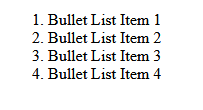 1. Bullet List Item 1
2. Bullet List Item 2
3. Bullet List Item 3
4. Bullet List Item 4